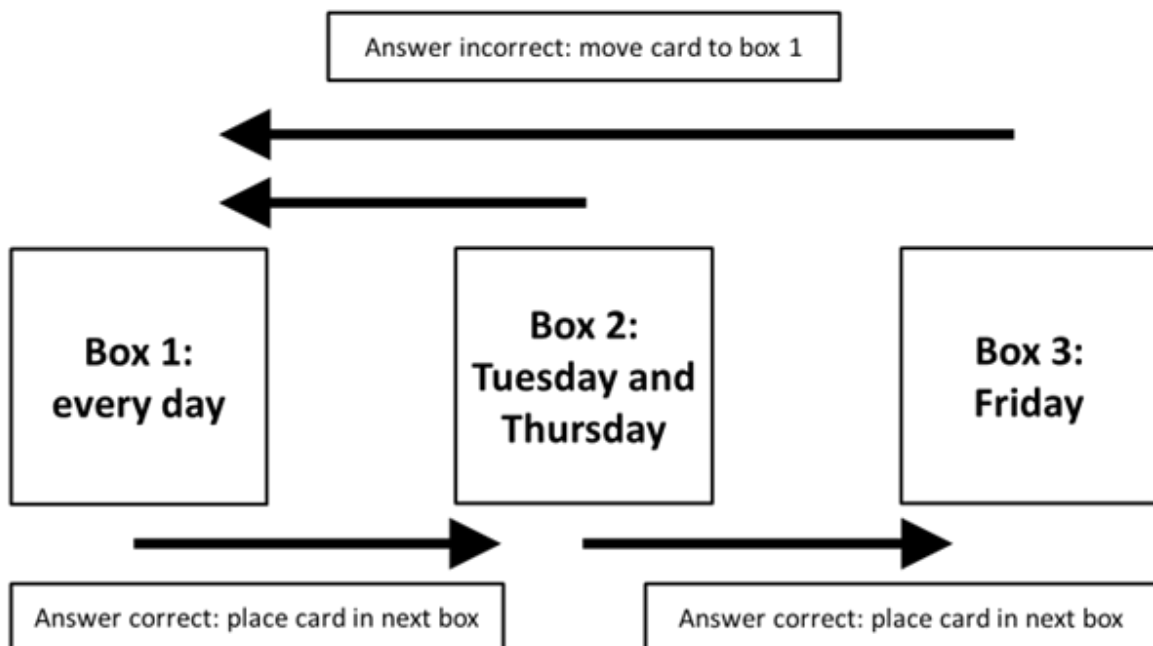 Answer incorrect: move card to box 1
Box 1:
every day
Box 2:
Tuesday and
Thursday
Box 3:
Friday
Answer correct: place card in next box
Answer correct: place card in next box